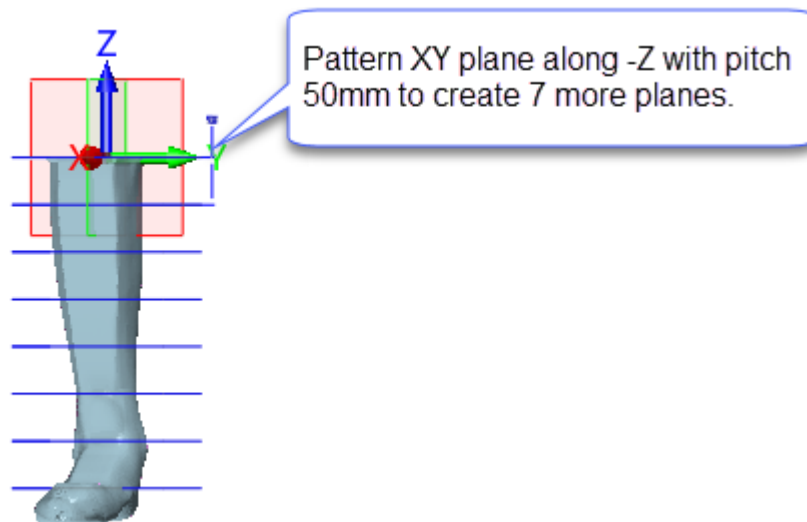 Z
Pattern XY plane along -Z with pitch
50mm to create 7 more planes.
X
Y